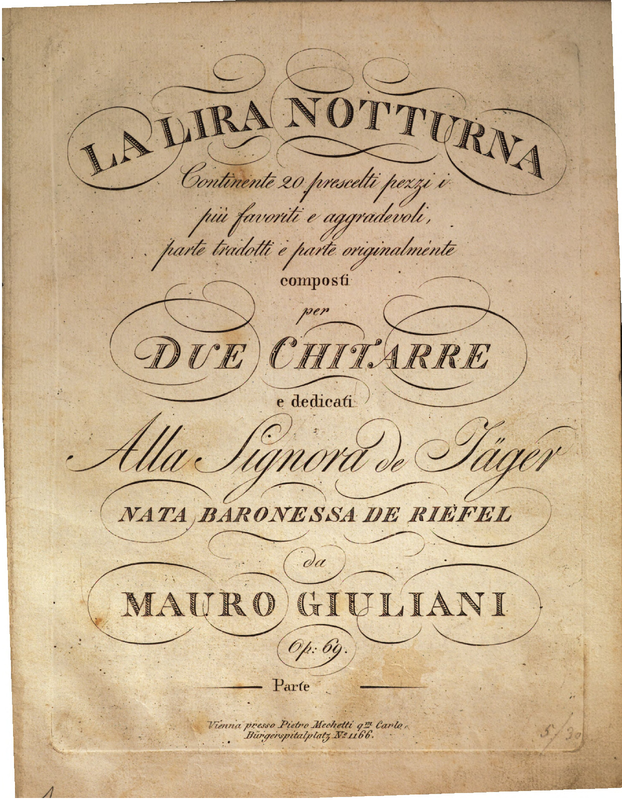 LA LIRA NOTTURNA
Continente 20 prescelti pezzi i
più favoriti e aggradevoli,
parte tradotti e parte originalménte
composti
per
DUE CHITARRE
e dedicati
Alla Signora de Jäger
NATA BARONESSA DE RIÉFEL
da
MAURO GIULIANI
Op: 69.
Parte
Vienna presso Pietro Mechetti qm Carlo.
Bürgerspitalplatz No 1166.
5/30